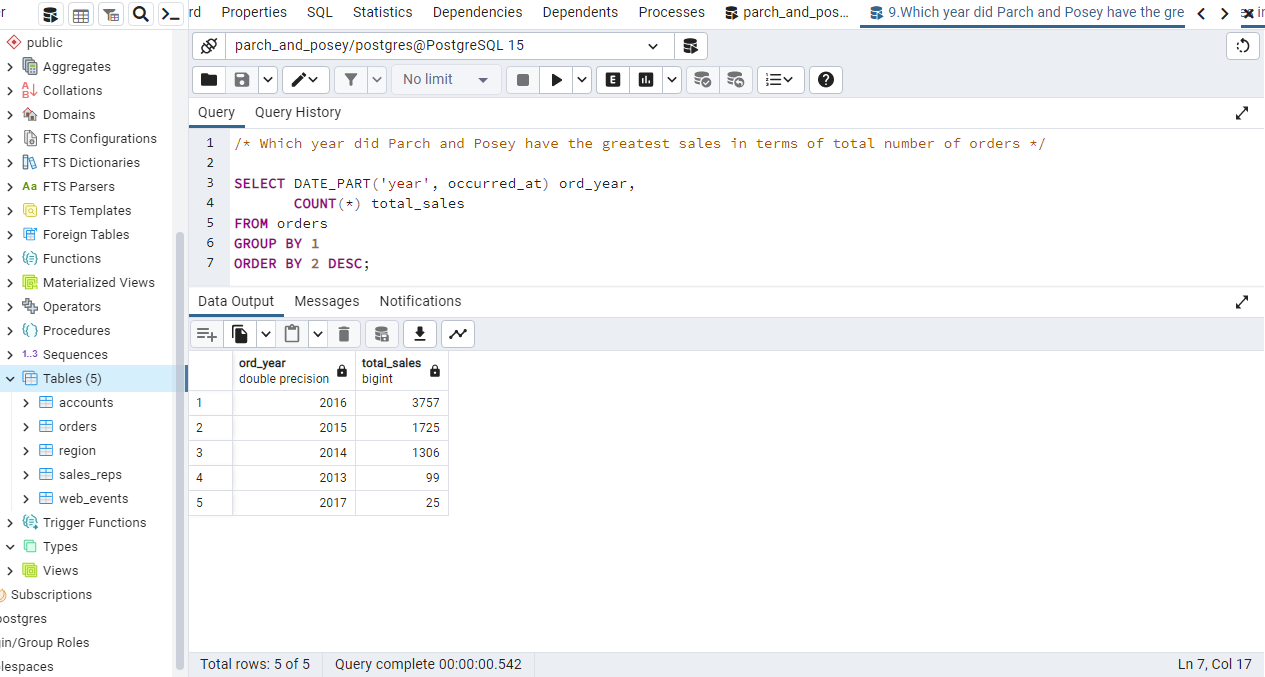 rd Properties SQL Statistics Dependencies Dependents Processes parch_and_pos... 9.Which year did Parch and Posey have the gre
public
Aggregates
Collations
Domains
FTS Configurations
FTS Dictionaries
Aa FTS Parsers
FTS Templates
Foreign Tables
Functions
Materialized Views
Operators
Procedures
1..3 Sequences
Tables (5)
accounts
orders
region
sales_reps
web_events
Trigger Functions
Types
Views
Subscriptions
postgres
in/Group Roles
lespaces
parch_and_posey/postgres@PostgreSQL 15
No limit
E
Query Query History
1 /* Which year did Parch and Posey have the greatest sales in terms of total number of orders */
2
3 SELECT DATE_PART('year', occurred_at) ord_year,
4 COUNT(*) total_sales
5 FROM orders
6 GROUP BY 1
7 ORDER BY 2 DESC;
Data Output Messages Notifications
ord_year total_sales
double precision bigint
1 2016 3757
2 2015 1725
3 2014 1306
4 2013 99
5 2017 25
Total rows: 5 of 5 Query complete 00:00:00.542 Ln 7, Col 17